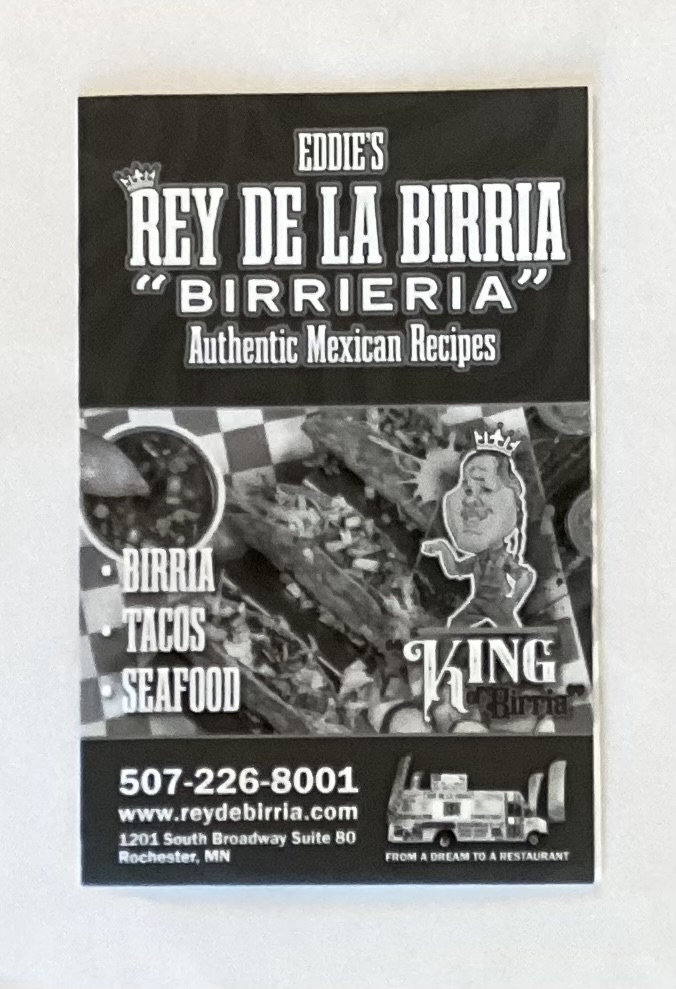 EDDIE'S
REY DE LA BIRRIA
"BIRRIERIA"
Authentic Mexican Recipes
• BIRRIA
• TACOS
• SEAFOOD
KING
of "Birria"
507-226-8001
www.reydebirria.com
1201 South Broadway Suite 80
Rochester, MN
FROM A DREAM TO A RESTAURANT